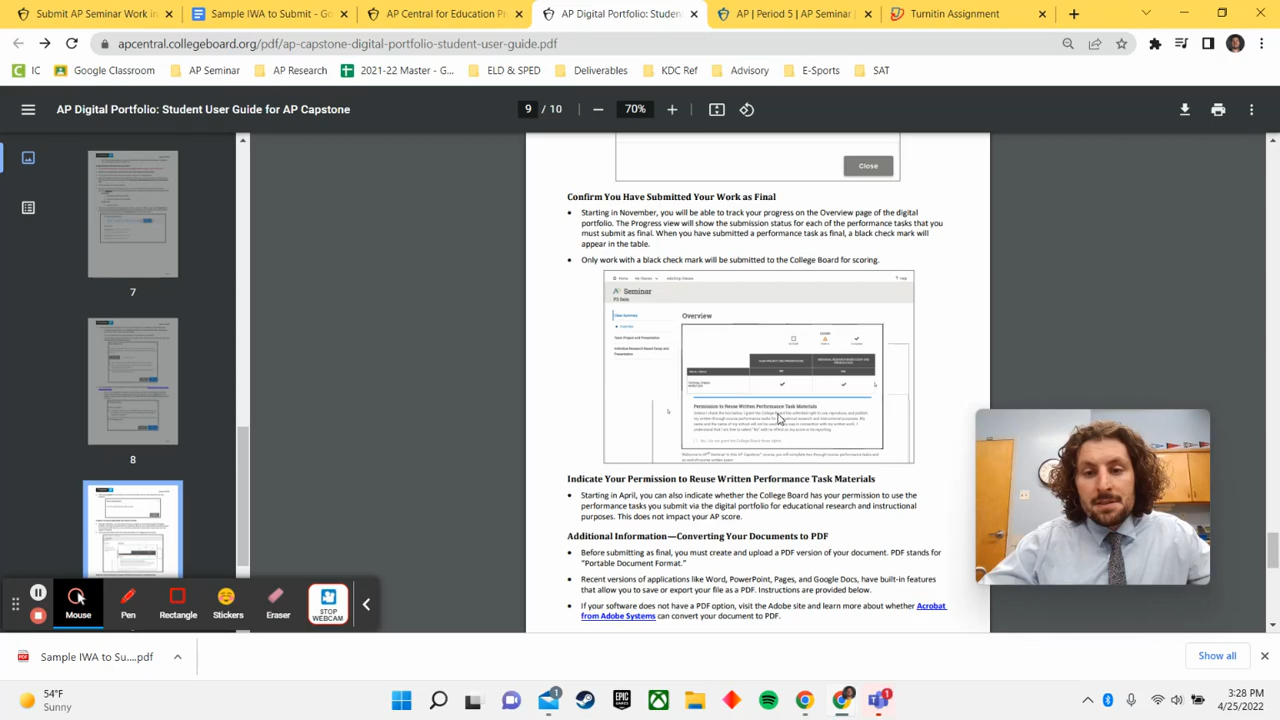 AP Seminar Work in
Sample IWA to Submit - Go
AP Central for Education P
AP Digital Portfolio: Studen
AP | Period 5 | AP Seminar
Turnitin Assignment
apcentral.collegeboard.org/pdf/ap-capstone-digital-portfolio-student-user-guide.pdf
IC Google Classroom AP Seminar AP Research 2021-22 Master - G... ELD & SPED Deliverables KDC Ref Advisory E-Sports SAT
AP Digital Portfolio: Student User Guide for AP Capstone
9 / 10
70%
7
Close
Confirm You Have Submitted Your Work as Final
• Starting in November, you will be able to track your progress on the Overview page of the digital
portfolio. The Progress view will show the submission status for each of the performance tasks that you
must submit as final. When you have submitted a performance task as final, a black check mark will
appear in the table.
• Only work with a black check mark will be submitted to the College Board for scoring.
Home
Help
Seminar
Overview
Permission to Reuse Written Performance Task Materials
Indicate Your Permission to Reuse Written Performance Task Materials
• Starting in April, you can also indicate whether the College Board has your permission to use the
performance tasks you submit via the digital portfolio for educational research and instructional
purposes. This does not impact your AP score.
Additional Information—Converting Your Documents to PDF
• Before submitting as final, you must create and upload a PDF version of your document. PDF stands for
"Portable Document Format."
• Recent versions of applications like Word, PowerPoint, Pages, and Google Docs, have built-in features
that allow you to save or export your file as a PDF. Instructions are provided below.
• If your software does not have a PDF option, visit the Adobe site and learn more about whether Acrobat
from Adobe Systems can convert your document to PDF.
Mouse Pen Rectangle Stickers Eraser STOP
WEBCAM
Sample IWA to Su....pdf
Show all
54°F
Sunny
EPIC
GAMES
1
1
3:28 PM
4/25/2022